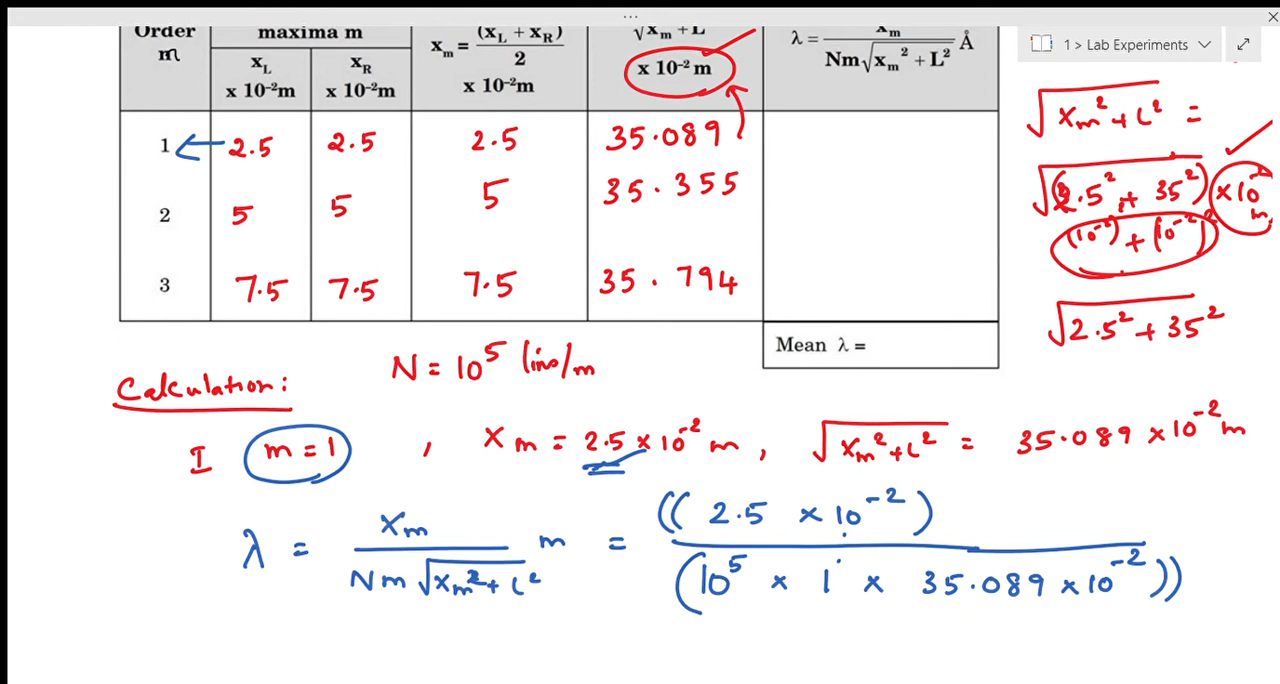 Order
m
maxima m
x_L
x 10⁻²m
x_R
x 10⁻²m
x_m = (x_L + x_R) / 2
x 10⁻²m
√x_m + L
x 10⁻² m
λ = x_m / Nm√x_m² + L² Å
1 > Lab Experiments
1 2.5 2.5 2.5 35.089
2 5 5 5 35.355
3 7.5 7.5 7.5 35.794
Mean λ =
√x_m² + L² =
√(2.5² + 35²) × 10⁻² m
(10⁻²) + (10⁻²)²
√2.5² + 35²
N = 10⁵ lines/m
Calculation:
I m = 1 , x_m = 2.5 × 10⁻² m, √x_m² + L² = 35.089 × 10⁻² m
λ = x_m / Nm √x_m² + L² m = ((2.5 × 10⁻²) / (10⁵ × 1 × 35.089 × 10⁻²))